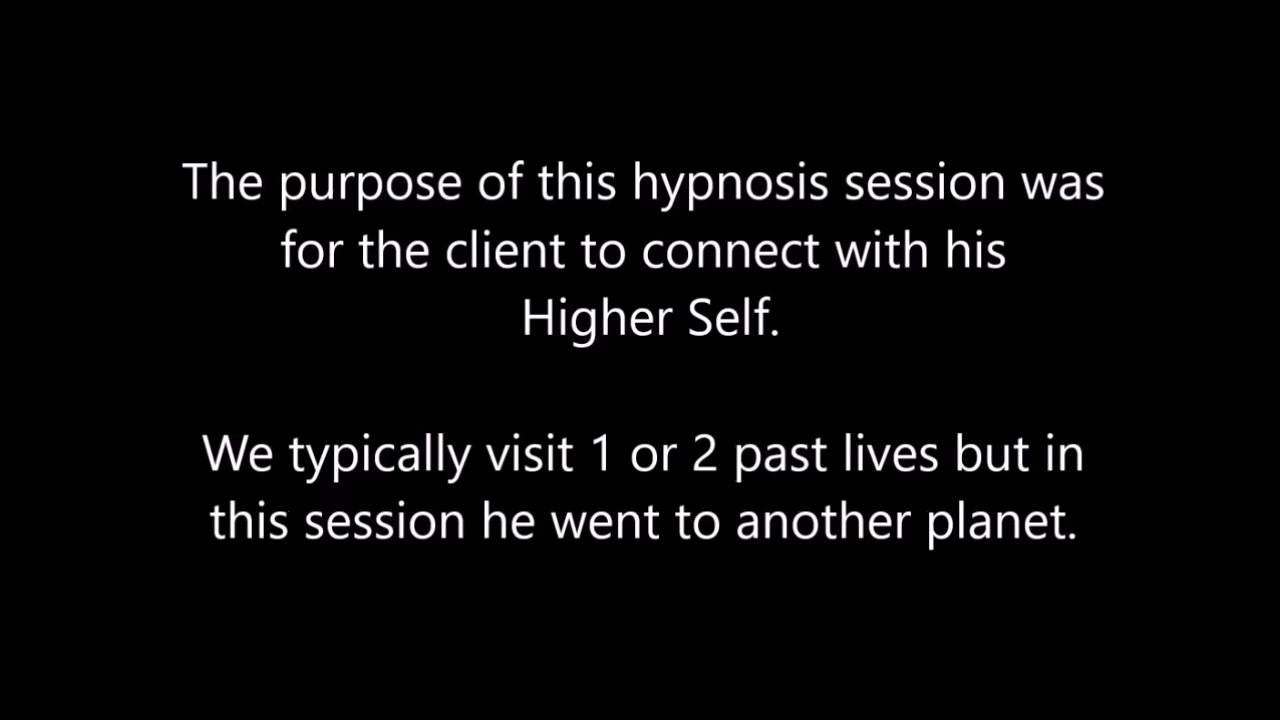 The purpose of this hypnosis session was
for the client to connect with his
Higher Self.
We typically visit 1 or 2 past lives but in
this session he went to another planet.